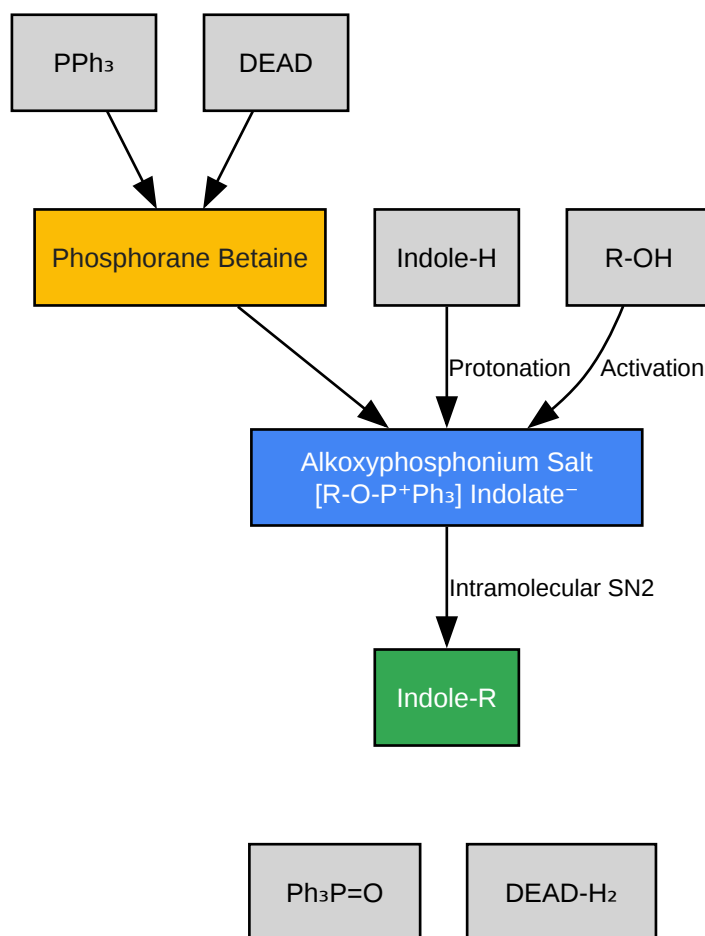 PPh₃
DEAD
Phosphorane Betaine
Indole-H
R-OH
Protonation
Activation
Alkoxyphosphonium Salt
[R-O-P⁺Ph₃] Indolate⁻
Intramolecular SN2
Indole-R
Ph₃P=O
DEAD-H₂